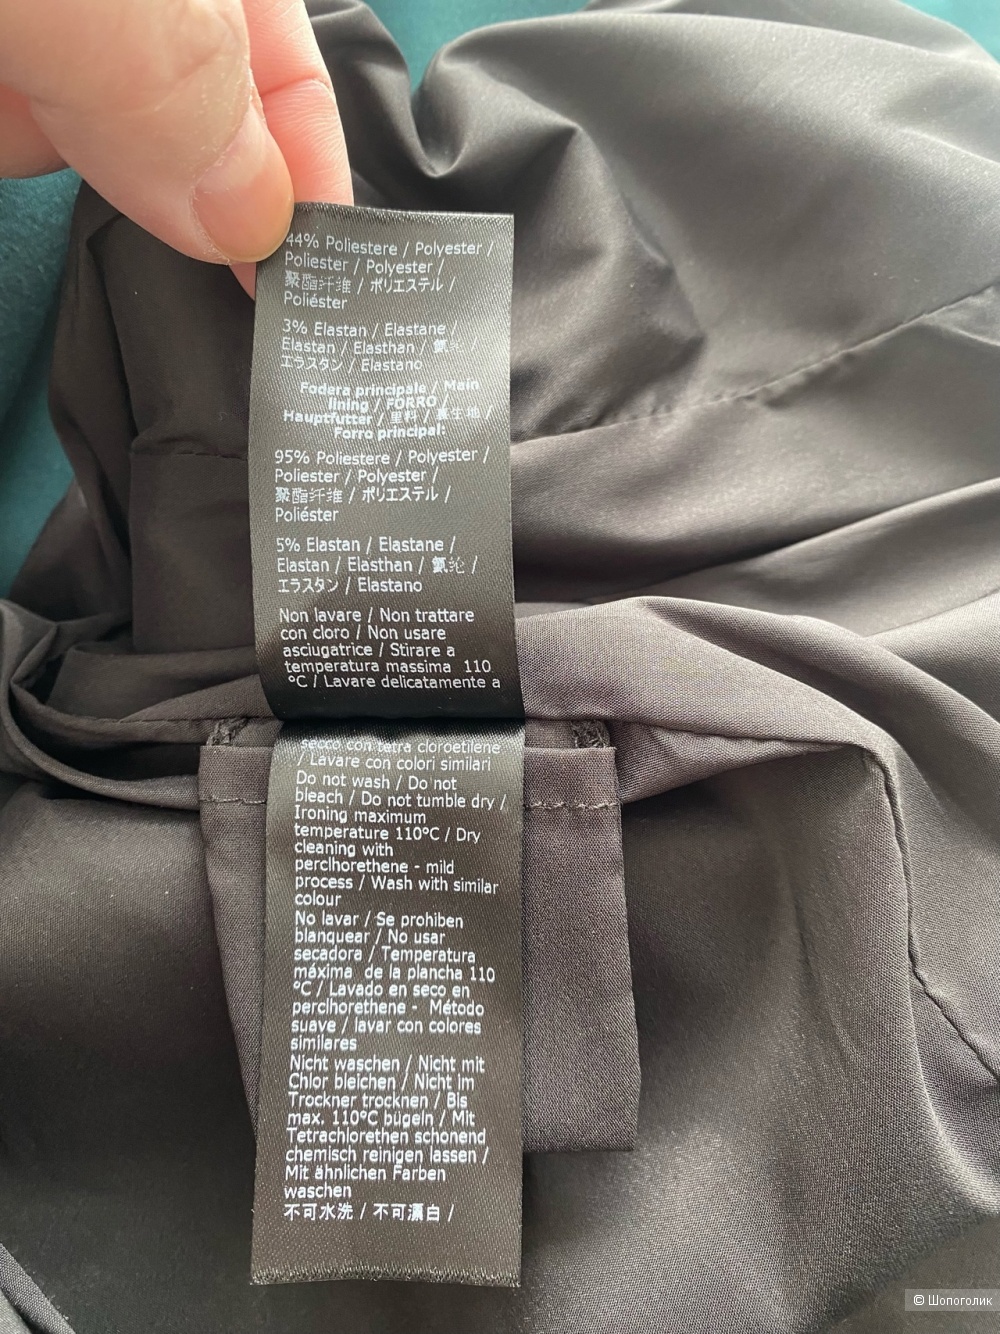 44% Poliestere / Polyester /
Poliester / Polyester /
聚酯纤维 / ポリエステル /
Poliéster
3% Elastan / Elastane /
Elastan / Elasthan / 氨纶 /
エラスタン / Elastano
Fodera principale / Main
lining / FORRO /
Hauptfutter / 里料 / 裏生地 /
Forro principal:
95% Poliestere / Polyester /
Poliester / Polyester /
聚酯纤维 / ポリエステル /
Poliéster
5% Elastan / Elastane /
Elastan / Elasthan / 氨纶 /
エラスタン / Elastano
Non lavare / Non trattare
con cloro / Non usare
asciugatrice / Stirare a
temperatura massima 110
°C / Lavare delicatamente a
secco con tetra cloroetilene
/ Lavare con colori similari
Do not wash / Do not
bleach / Do not tumble dry /
Ironing maximum
temperature 110°C / Dry
cleaning with
perclhorethene - mild
process / Wash with similar
colour
No lavar / Se prohiben
blanquear / No usar
secadora / Temperatura
máxima de la plancha 110
°C / Lavado en seco en
perclhorethene - Método
suave / lavar con colores
similares
Nicht waschen / Nicht mit
Chlor bleichen / Nicht im
Trockner trocknen / Bis
max. 110°C bügeln / Mit
Tetrachlorethen schonend
chemisch reinigen lassen /
Mit ähnlichen Farben
waschen
不可水洗 / 不可漂白 /
© Шопоголик